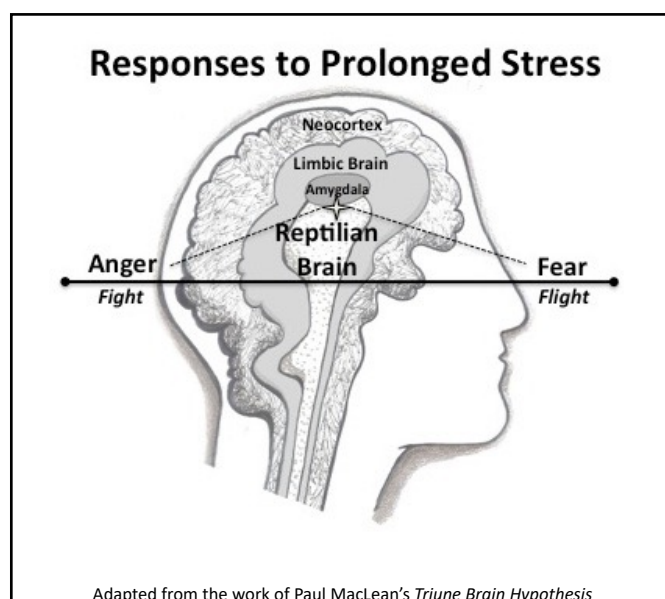 Responses to Prolonged Stress
Neocortex
Limbic Brain
Amygdala
Reptilian
Brain
Anger
Fight
Fear
Flight
Adapted from the work of Paul MacLean's Triune Brain Hypothesis